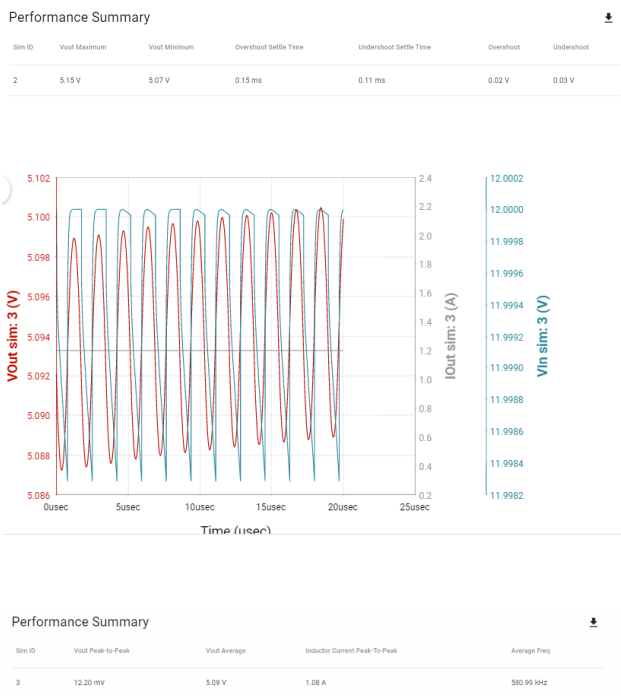 Performance Summary
Sim ID Vout Maximum Vout Minimum Overshoot Settle Time Undershoot Settle Time Overshoot Undershoot
2 5.15 V 5.07 V 0.15 ms 0.11 ms 0.02 V 0.03 V
5.102 2.4 12.0002
5.100 2.2 12.0000
2.0 11.9998
5.098 1.8 11.9996
5.096 1.6 11.9994
5.094 1.4 11.9992
1.2 11.9990
5.092 1.0
5.090 0.8 11.9988
0.6 11.9986
5.088 0.4 11.9984
5.086 0.2 11.9982
VOut sim: 3 (V)
IOut sim: 3 (A)
VIn sim: 3 (V)
0usec 5usec 10usec 15usec 20usec 25usec
Time (usec)
Performance Summary
Sim ID Vout Peak-to-Peak Vout Average Inductor Current Peak-To-Peak Average Freq
3 12.20 mV 5.09 V 1.08 A 580.99 kHz